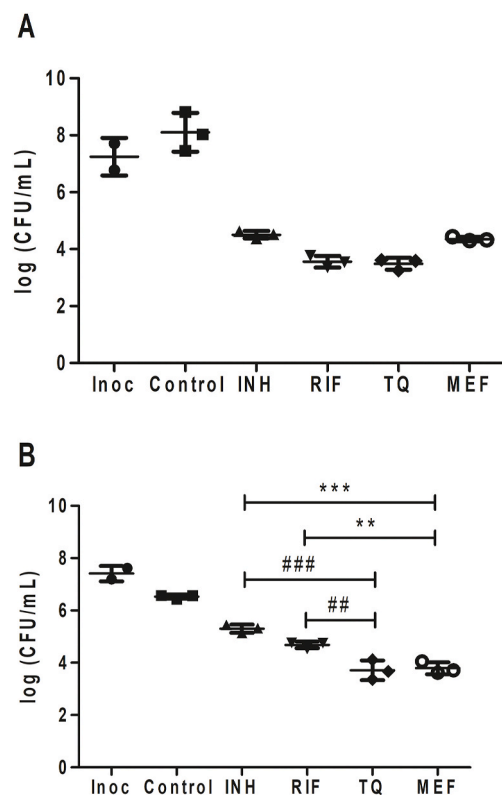 A
log (CFU/mL)
10
8
6
4
2
0
Inoc Control INH RIF TQ MEF
B
log (CFU/mL)
10
8
6
4
2
0
***
**
###
##
Inoc Control INH RIF TQ MEF